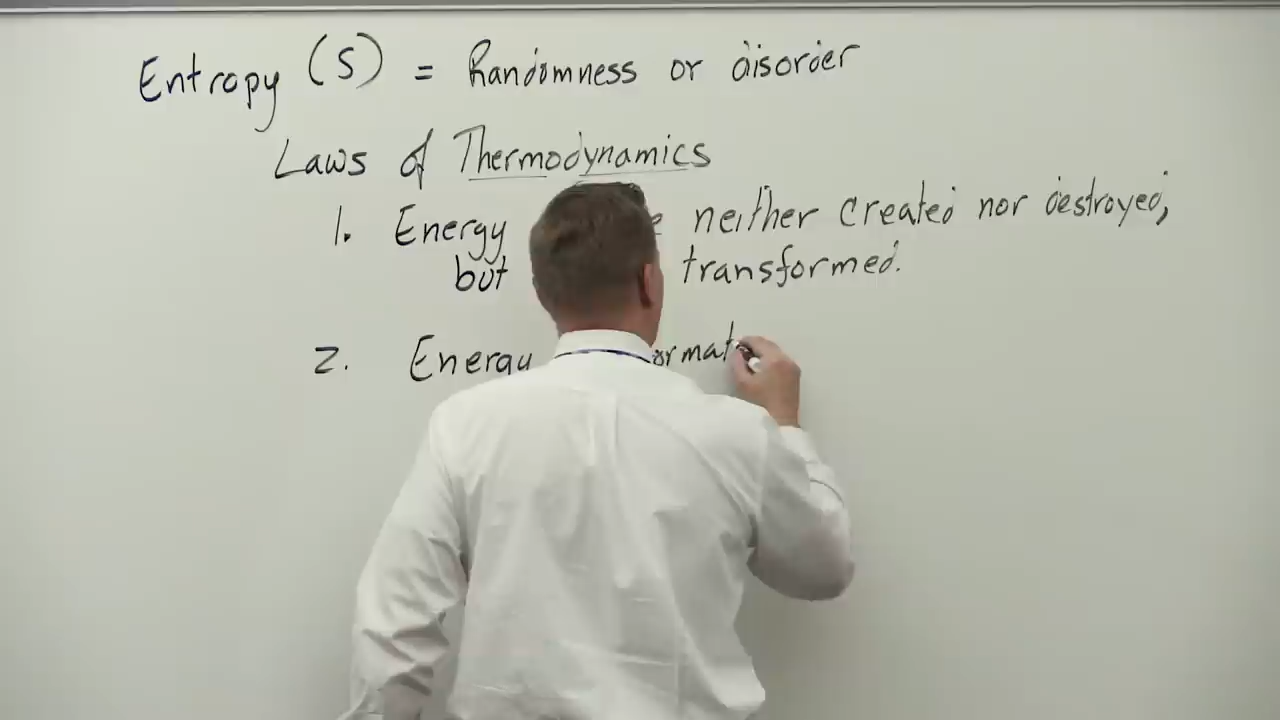 Entropy (S) = Randomness or disorder
Laws of Thermodynamics
1. Energy neither created nor destroyed,
but transformed.
2. Energy ormat